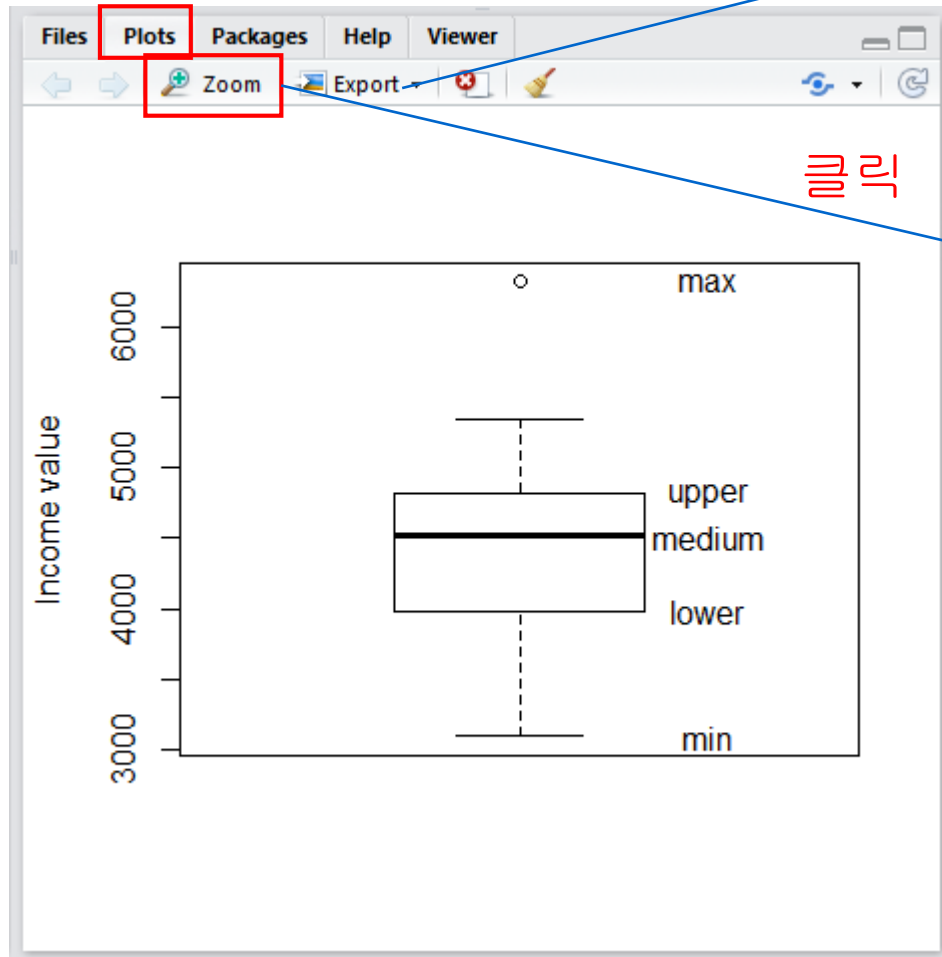 Files Plots Packages Help Viewer
Zoom Export
클릭
max
6000
5000
upper
medium
Income value
4000
lower
3000
min